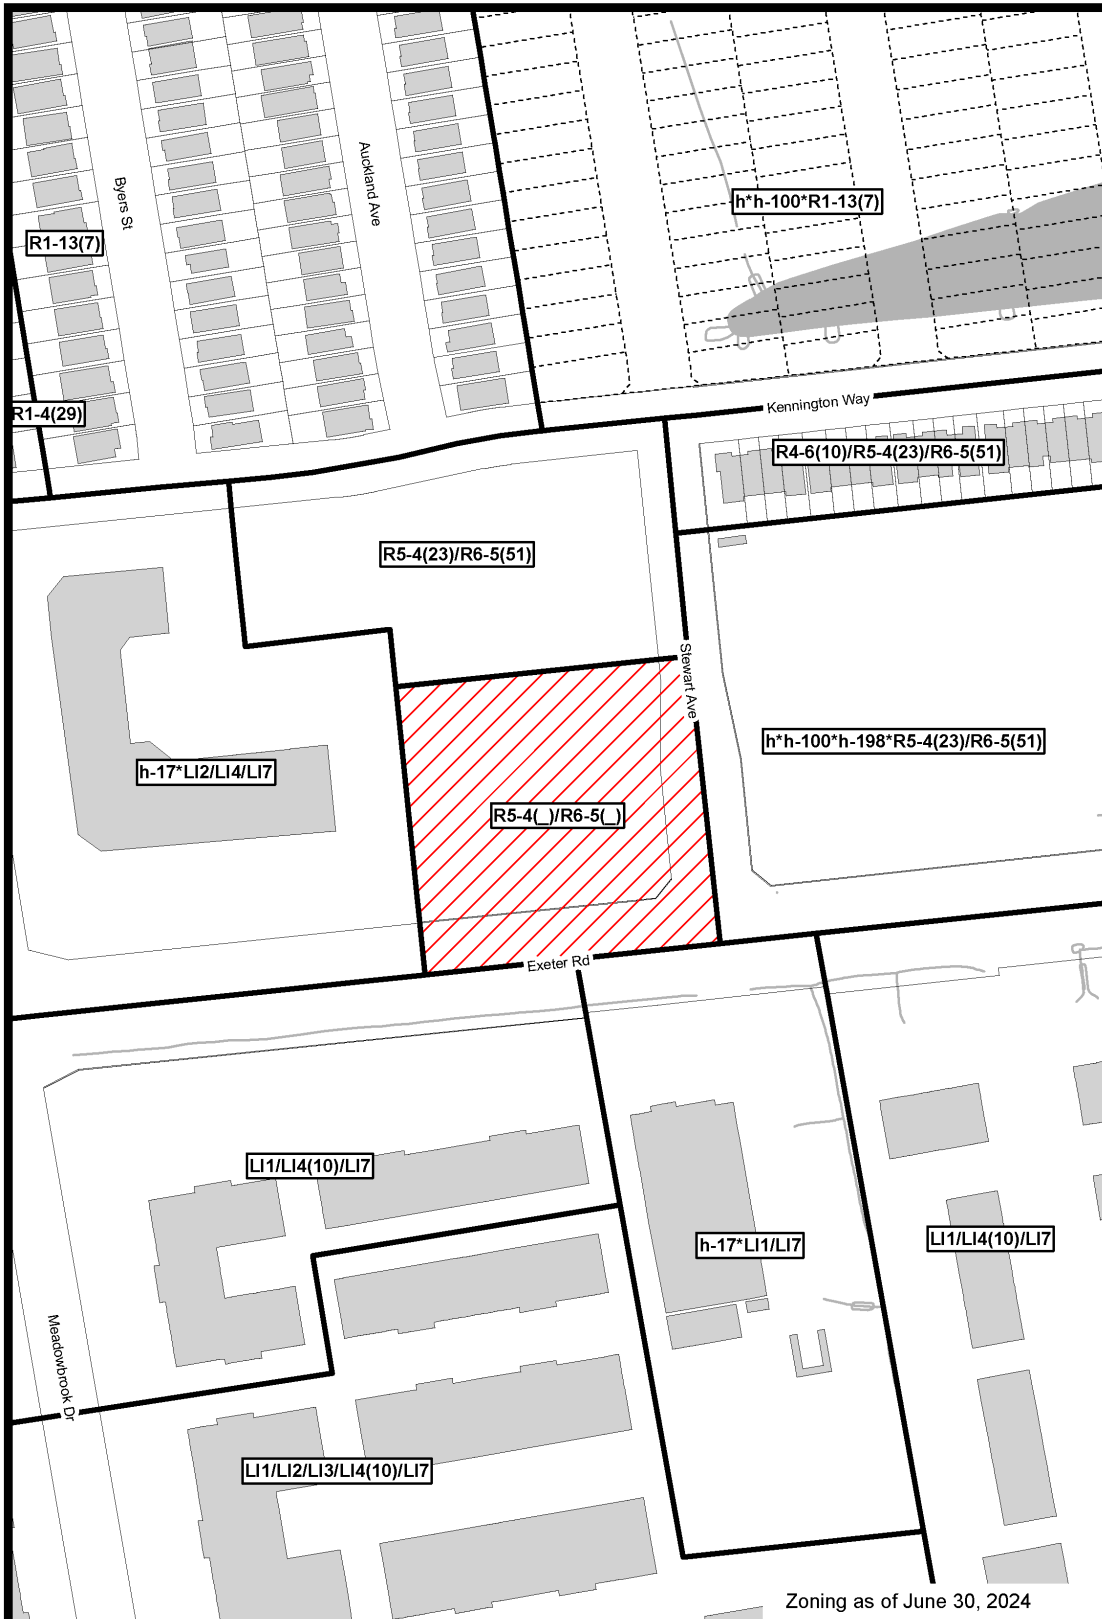 Byers St
Auckland Ave
h*h-100*R1-13(7)
R1-13(7)
R1-4(29)
Kennington Way
R4-6(10)/R5-4(23)/R6-5(51)
R5-4(23)/R6-5(51)
Stewart Ave
h*h-100*h-198*R5-4(23)/R6-5(51)
h-17*LI2/LI4/LI7
R5-4(_)/R6-5(_)
Exeter Rd
LI1/LI4(10)/LI7
h-17*LI1/LI7
LI1/LI4(10)/LI7
Meadowbrook Dr
LI1/LI2/LI3/LI4(10)/LI7
Zoning as of June 30, 2024